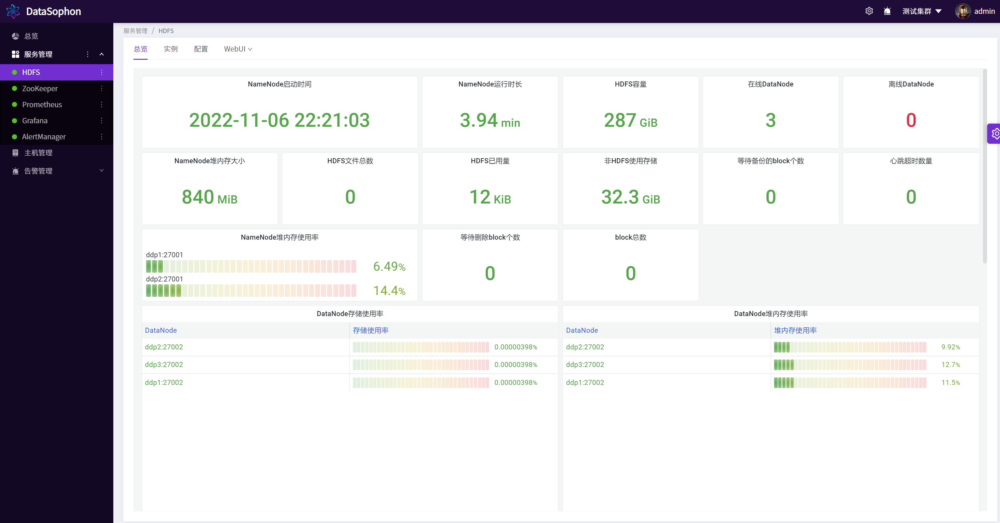 DataSophon
测试集群
admin
总览
服务管理
HDFS
ZooKeeper
Prometheus
Grafana
AlertManager
主机管理
告警管理
服务管理 / HDFS
总览 实例 配置 WebUI
NameNode启动时间
2022-11-06 22:21:03
NameNode运行时长
3.94 min
HDFS容量
287 GiB
在线DataNode
3
离线DataNode
0
NameNode堆内存大小
840 MiB
HDFS文件总数
0
HDFS已用量
12 KiB
非HDFS使用存储
32.3 GiB
等待备份的block个数
0
心跳超时数量
0
NameNode堆内存使用率
ddp1:27001
6.49%
ddp2:27001
14.4%
等待删除block个数
0
block总数
0
DataNode存储使用率
DataNode 存储使用率
ddp2:27002 0.00000398%
ddp3:27002 0.00000398%
ddp1:27002 0.00000398%
DataNode堆内存使用率
DataNode 堆内存使用率
ddp2:27002 9.92%
ddp3:27002 12.7%
ddp1:27002 11.5%